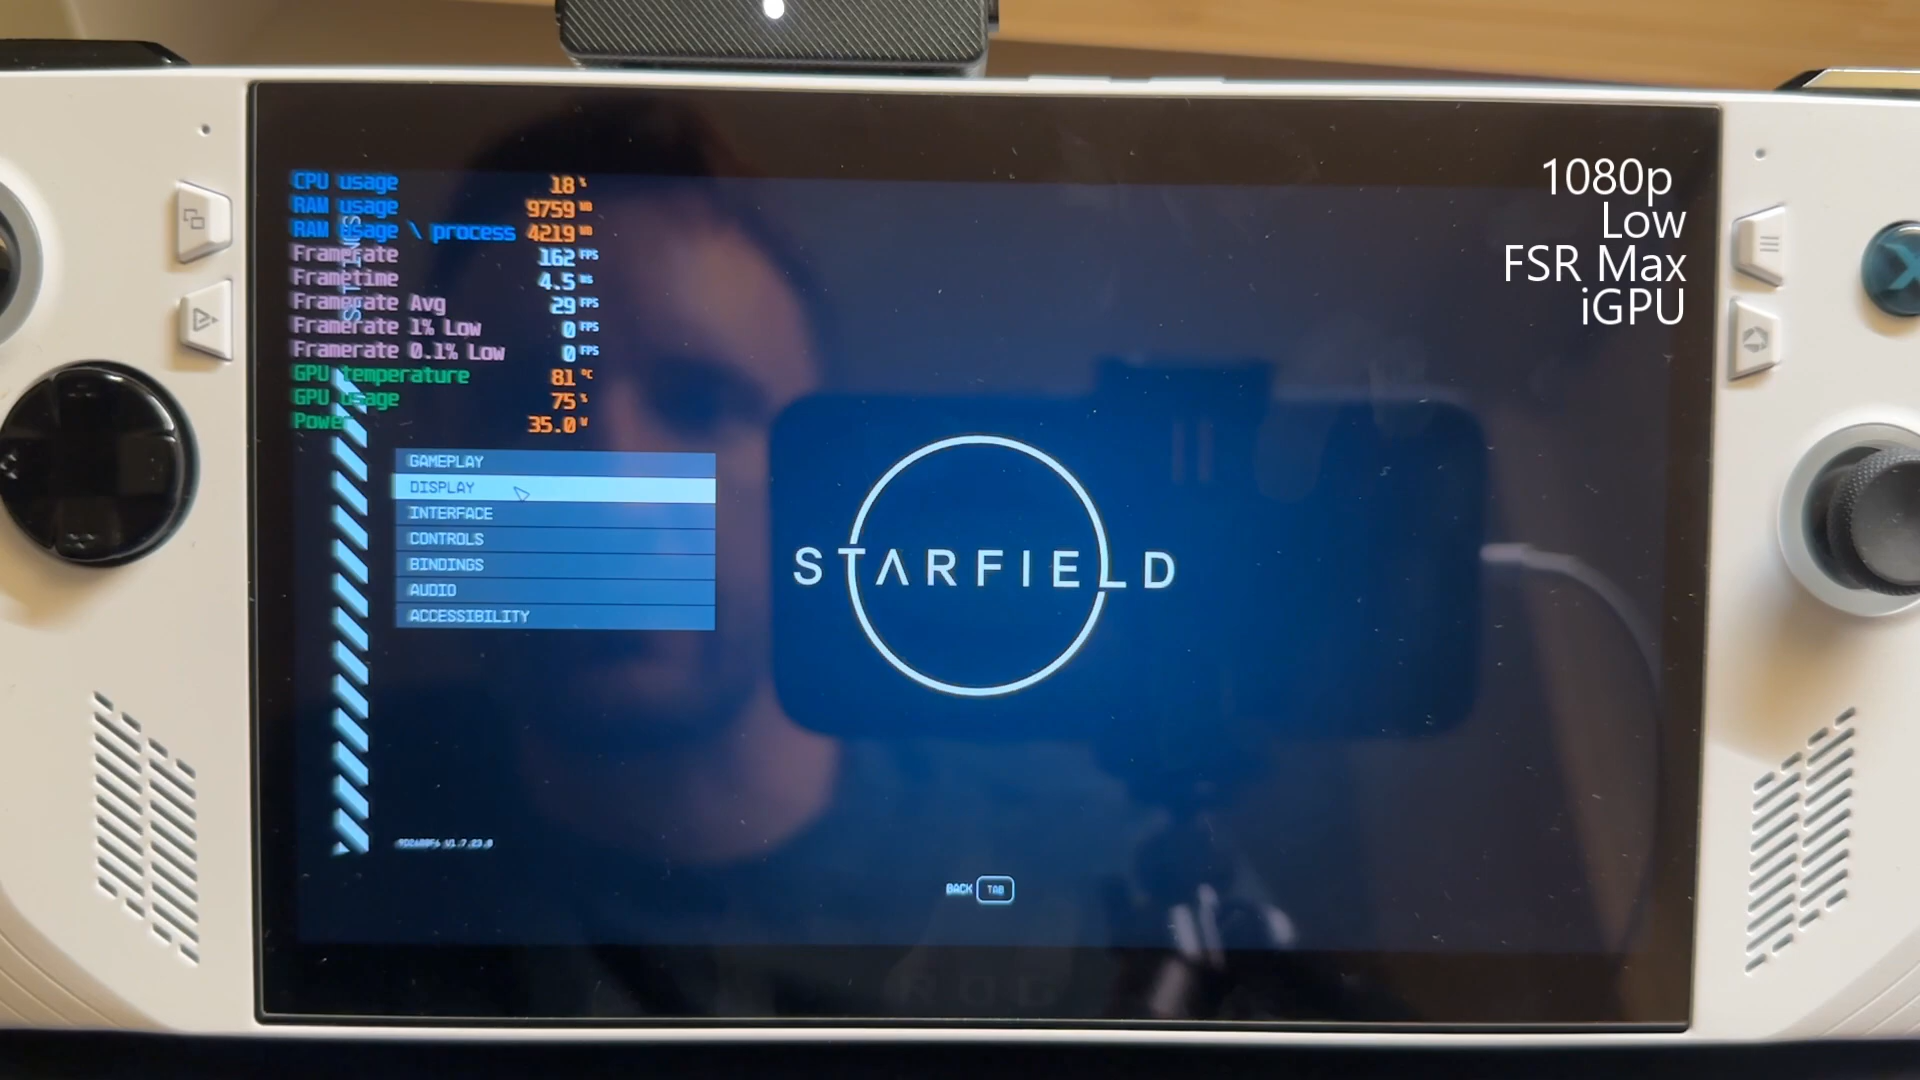 CPU usage 18 %
RAM usage 9759 MB
RAM usage \ process 4219 MB
Framerate 162 FPS
Frametime 4.5 ms
Framerate Avg 29 FPS
Framerate 1% Low 0 FPS
Framerate 0.1% Low 0 FPS
GPU temperature 81 °C
GPU usage 75 %
Power 35.0 W
SETTINGS
1080p
Low
FSR Max
iGPU
GAMEPLAY
DISPLAY
INTERFACE
CONTROLS
BINDINGS
AUDIO
ACCESSIBILITY
STARFIELD
BACK TAB
ROG
X